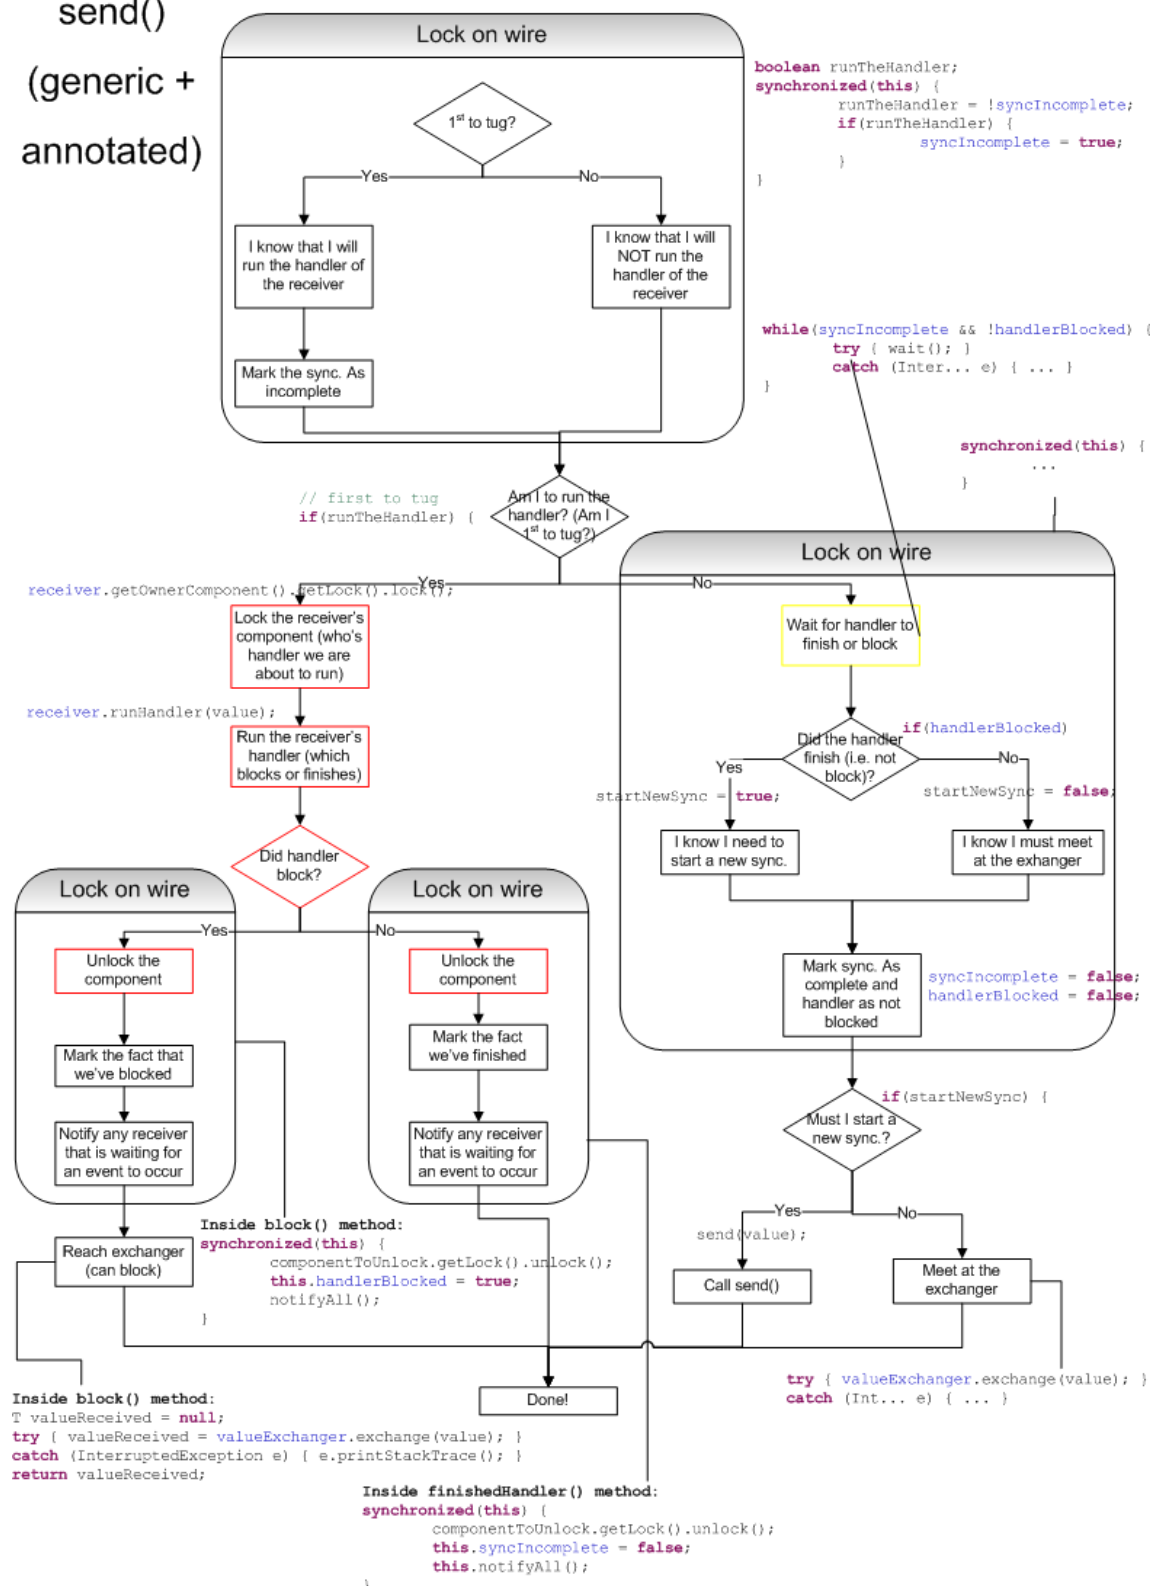 send()
(generic +
annotated)
Lock on wire
1st to tug?
Yes
No
I know that I will
run the handler of
the receiver
I know that I will
NOT run the
handler of the
receiver
Mark the sync. As
incomplete
boolean runTheHandler;
synchronized(this) {
runTheHandler = !syncIncomplete;
if(runTheHandler) {
syncIncomplete = true;
}
}
while(syncIncomplete && !handlerBlocked) {
try { wait(); }
catch (Inter... e) { ... }
}
synchronized(this) {
...
}
// first to tug
if(runTheHandler) {
Am I to run the
handler? (Am I
1st to tug?)
Yes
No
receiver.getOwnerComponent().getLock().lock();
Lock the receiver's
component (who's
handler we are
about to run)
receiver.runHandler(value);
Run the receiver's
handler (which
blocks or finishes)
Did handler
block?
Yes
No
Lock on wire
Unlock the
component
Mark the fact that
we've blocked
Notify any receiver
that is waiting for
an event to occur
Reach exchanger
(can block)
Lock on wire
Unlock the
component
Mark the fact
we've finished
Notify any receiver
that is waiting for
an event to occur
Lock on wire
Wait for handler to
finish or block
if(handlerBlocked)
Did the handler
finish (i.e. not
block)?
Yes
No
startNewSync = true;
startNewSync = false;
I know I need to
start a new sync.
I know I must meet
at the exhanger
Mark sync. As
complete and
handler as not
blocked
syncIncomplete = false;
handlerBlocked = false;
if(startNewSync) {
Must I start a
new sync.?
Yes
No
send(value);
Call send()
Meet at the
exchanger
Inside block() method:
synchronized(this) {
componentToUnlock.getLock().unlock();
this.handlerBlocked = true;
notifyAll();
}
Done!
try { valueExchanger.exchange(value); }
catch (Int... e) { ... }
Inside block() method:
T valueReceived = null;
try { valueReceived = valueExchanger.exchange(value); }
catch (InterruptedException e) { e.printStackTrace(); }
return valueReceived;
Inside finishedHandler() method:
synchronized(this) {
componentToUnlock.getLock().unlock();
this.syncIncomplete = false;
this.notifyAll();
}